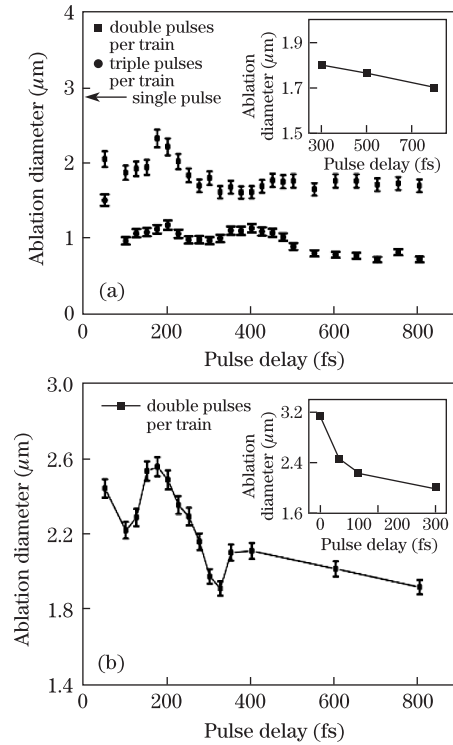 4
3
2
1
0
Ablation diameter (μm)
double pulses
per train
triple pulses
per train
single pulse
(a)
0 200 400 600 800
Pulse delay (fs)
1.9
1.7
1.5
Ablation
diameter (μm)
300 500 700
Pulse delay (fs)
3.0
2.6
2.2
1.8
1.4
Ablation diameter (μm)
double pulses
per train
(b)
0 200 400 600 800
Pulse delay (fs)
3.2
2.4
1.6
Ablation
diameter (μm)
0 100 200 300
Pulse delay (fs)